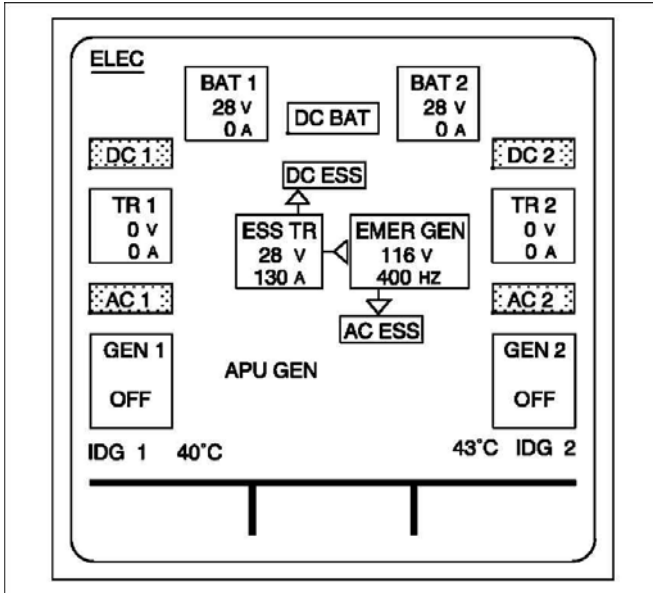 ELEC
BAT 1
28 V
0 A
DC BAT
BAT 2
28 V
0 A
DC 1
DC ESS
DC 2
TR 1
0 V
0 A
ESS TR
28 V
130 A
EMER GEN
116 V
400 HZ
TR 2
0 V
0 A
AC 1
AC ESS
AC 2
GEN 1
OFF
APU GEN
GEN 2
OFF
IDG 1 40°C
43°C IDG 2